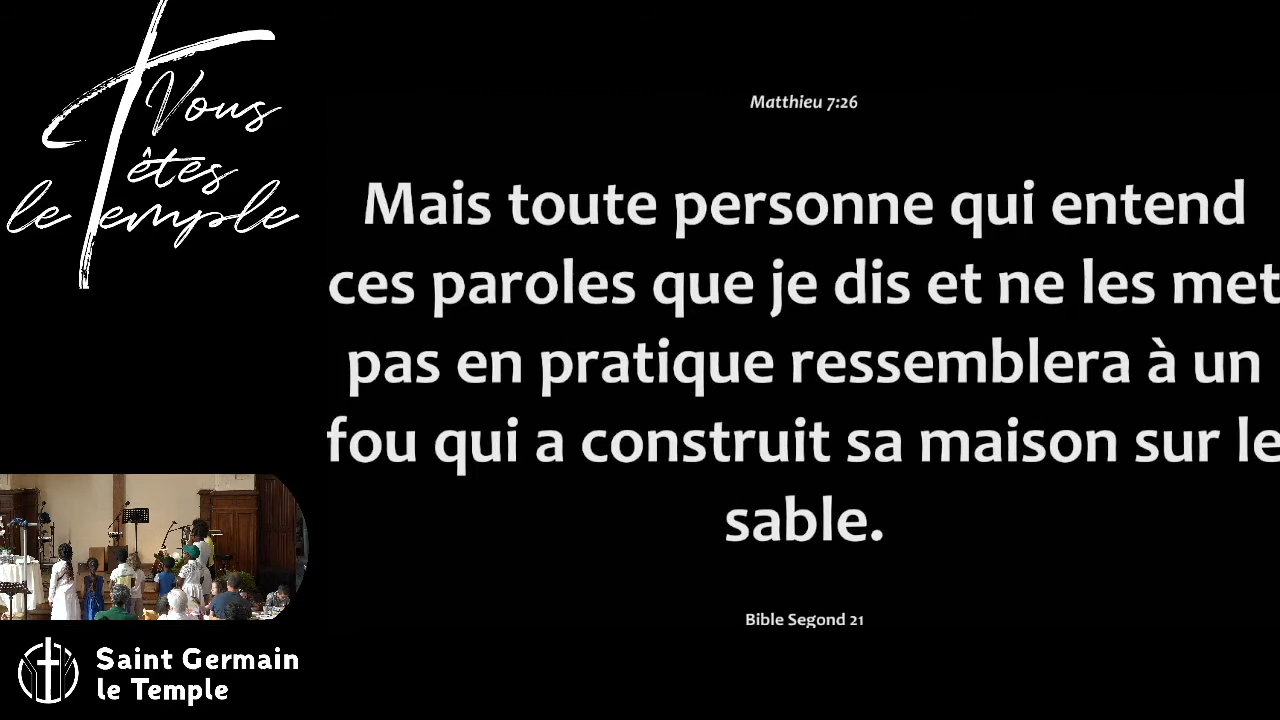 Vous
êtes
le Temple
Matthieu 7:26
Mais toute personne qui entend
ces paroles que je dis et ne les met
pas en pratique ressemblera à un
fou qui a construit sa maison sur le
sable.
Bible Segond 21
Saint Germain
le Temple